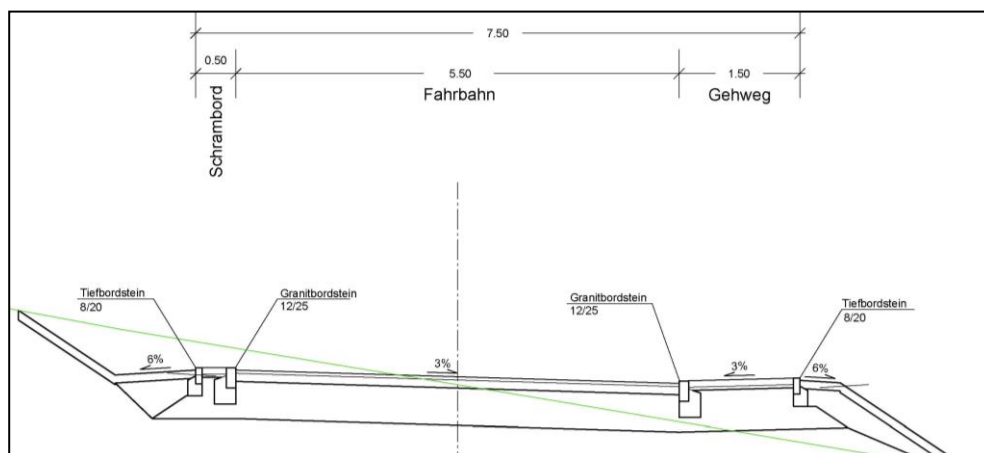 7.50
0.50
5.50
1.50
Schrambord
Fahrbahn
Gehweg
Tiefbordstein
8/20
Granitbordstein
12/25
Granitbordstein
12/25
Tiefbordstein
8/20
6%
3%
3%
6%